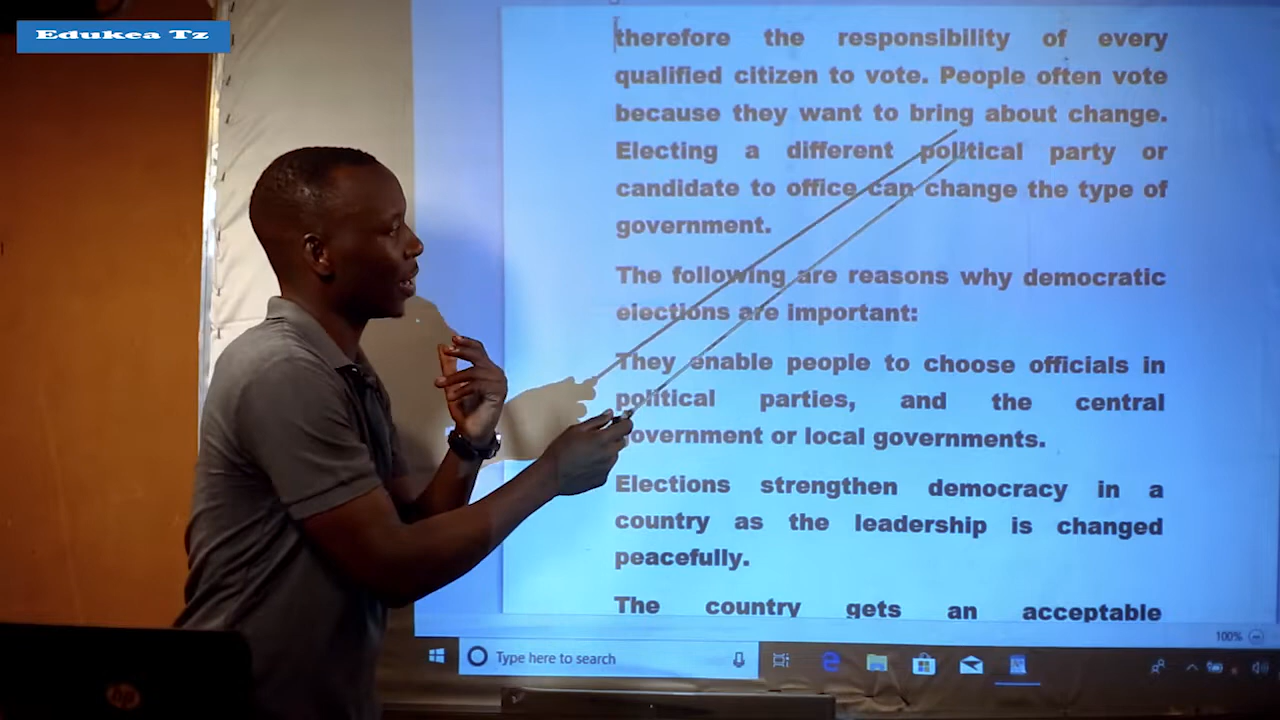 Edukea Tz
therefore the responsibility of every
qualified citizen to vote. People often vote
because they want to bring about change.
Electing a different political party or
candidate to office can change the type of
government.
The following are reasons why democratic
elections are important:
They enable people to choose officials in
political parties, and the central
government or local governments.
Elections strengthen democracy in a
country as the leadership is changed
peacefully.
The country gets an acceptable
100%
Type here to search
hp